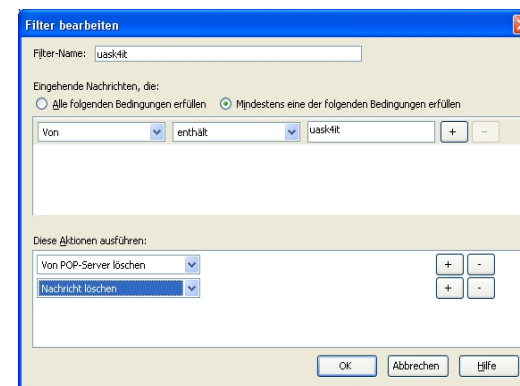 Filter bearbeiten
Filter-Name: uask4it
Eingehende Nachrichten, die:
Alle folgenden Bedingungen erfüllen Mindestens eine der folgenden Bedingungen erfüllen
Von enthält uask4it + -
Diese Aktionen ausführen:
Von POP-Server löschen + -
Nachricht löschen + -
OK Abbrechen Hilfe